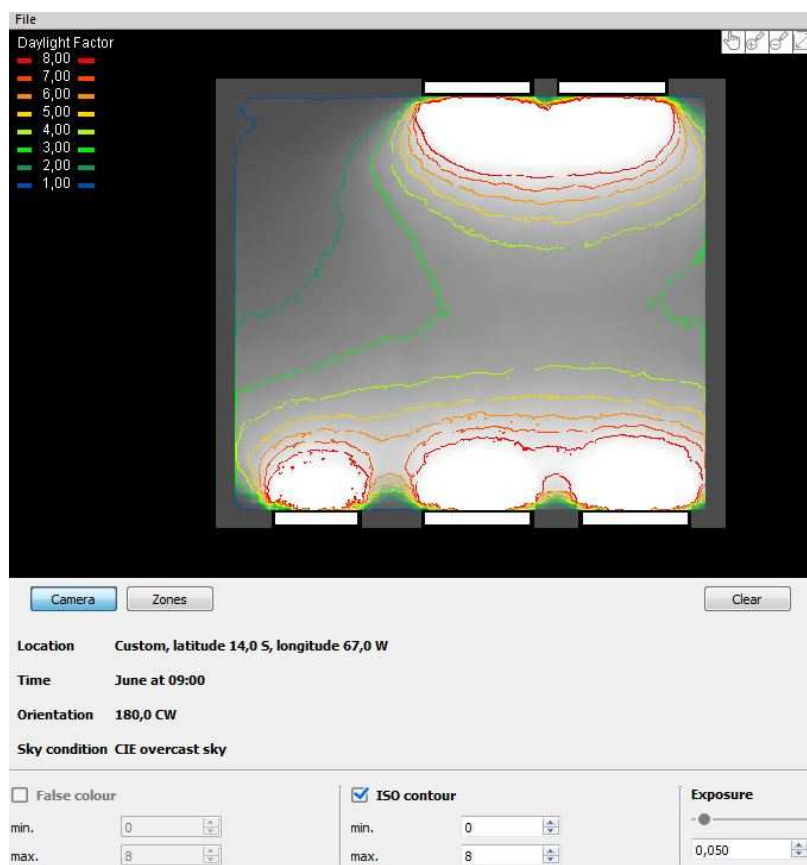 File
Daylight Factor
8,00
7,00
6,00
5,00
4,00
3,00
2,00
1,00
Camera Zones Clear
Location Custom, latitude 14,0 S, longitude 67,0 W
Time June at 09:00
Orientation 180,0 CW
Sky condition CIE overcast sky
False colour ISO contour Exposure
min. 0 min. 0
max. 8 max. 8 0,050